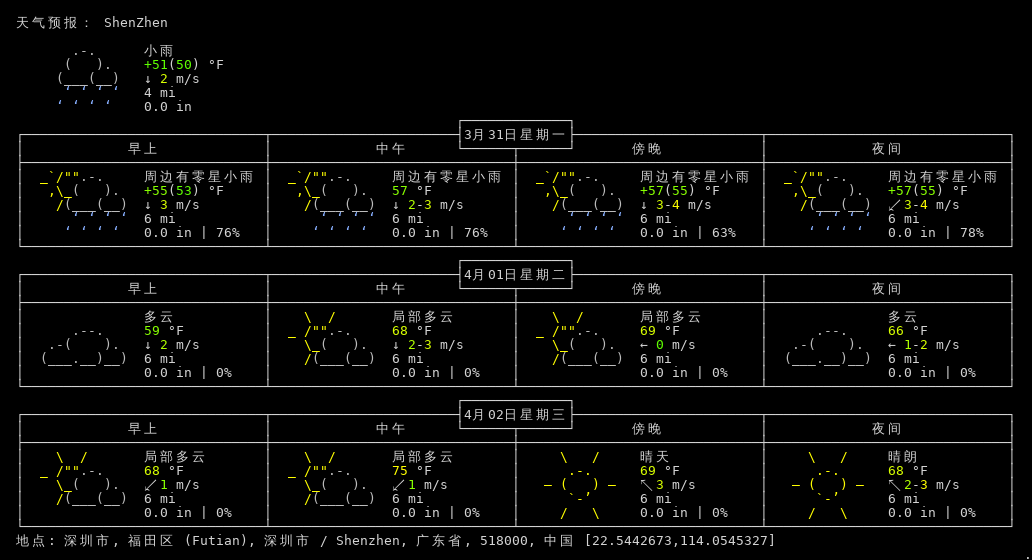 天气预报： ShenZhen
小雨
+51(50) °F
↓ 2 m/s
4 mi
0.0 in
3月31日星期一
早上 中午 傍晚 夜间
周边有零星小雨 周边有零星小雨 周边有零星小雨 周边有零星小雨
+55(53) °F 57 °F +57(55) °F +57(55) °F
↓ 3 m/s ↓ 2-3 m/s ↓ 3-4 m/s ↙ 3-4 m/s
6 mi 6 mi 6 mi 6 mi
0.0 in | 76% 0.0 in | 76% 0.0 in | 63% 0.0 in | 78%
4月01日星期二
早上 中午 傍晚 夜间
多云 局部多云 局部多云 多云
59 °F 68 °F 69 °F 66 °F
↓ 2 m/s ↓ 2-3 m/s ← 0 m/s ← 1-2 m/s
6 mi 6 mi 6 mi 6 mi
0.0 in | 0% 0.0 in | 0% 0.0 in | 0% 0.0 in | 0%
4月02日星期三
早上 中午 傍晚 夜间
局部多云 局部多云 晴天 晴朗
68 °F 75 °F 69 °F 68 °F
↙ 1 m/s ↙ 1 m/s ↖ 3 m/s ↖ 2-3 m/s
6 mi 6 mi 6 mi 6 mi
0.0 in | 0% 0.0 in | 0% 0.0 in | 0% 0.0 in | 0%
地点: 深圳市, 福田区 (Futian), 深圳市 / Shenzhen, 广东省, 518000, 中国 [22.5442673,114.0545327]